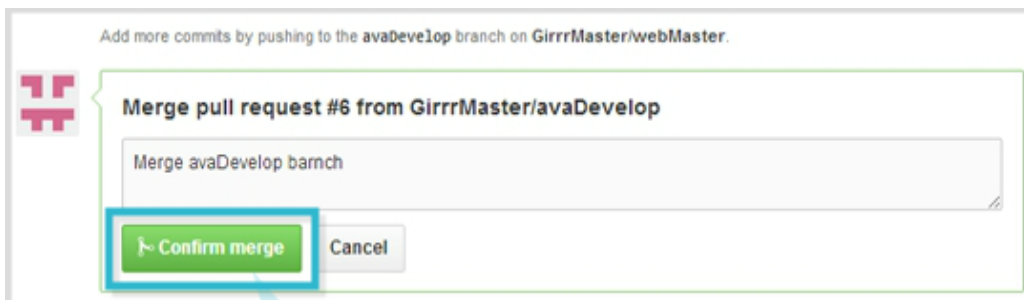 Add more commits by pushing to the avaDevelop branch on GirrrMaster/webMaster.
Merge pull request #6 from GirrrMaster/avaDevelop
Merge avaDevelop barnch
Confirm merge Cancel